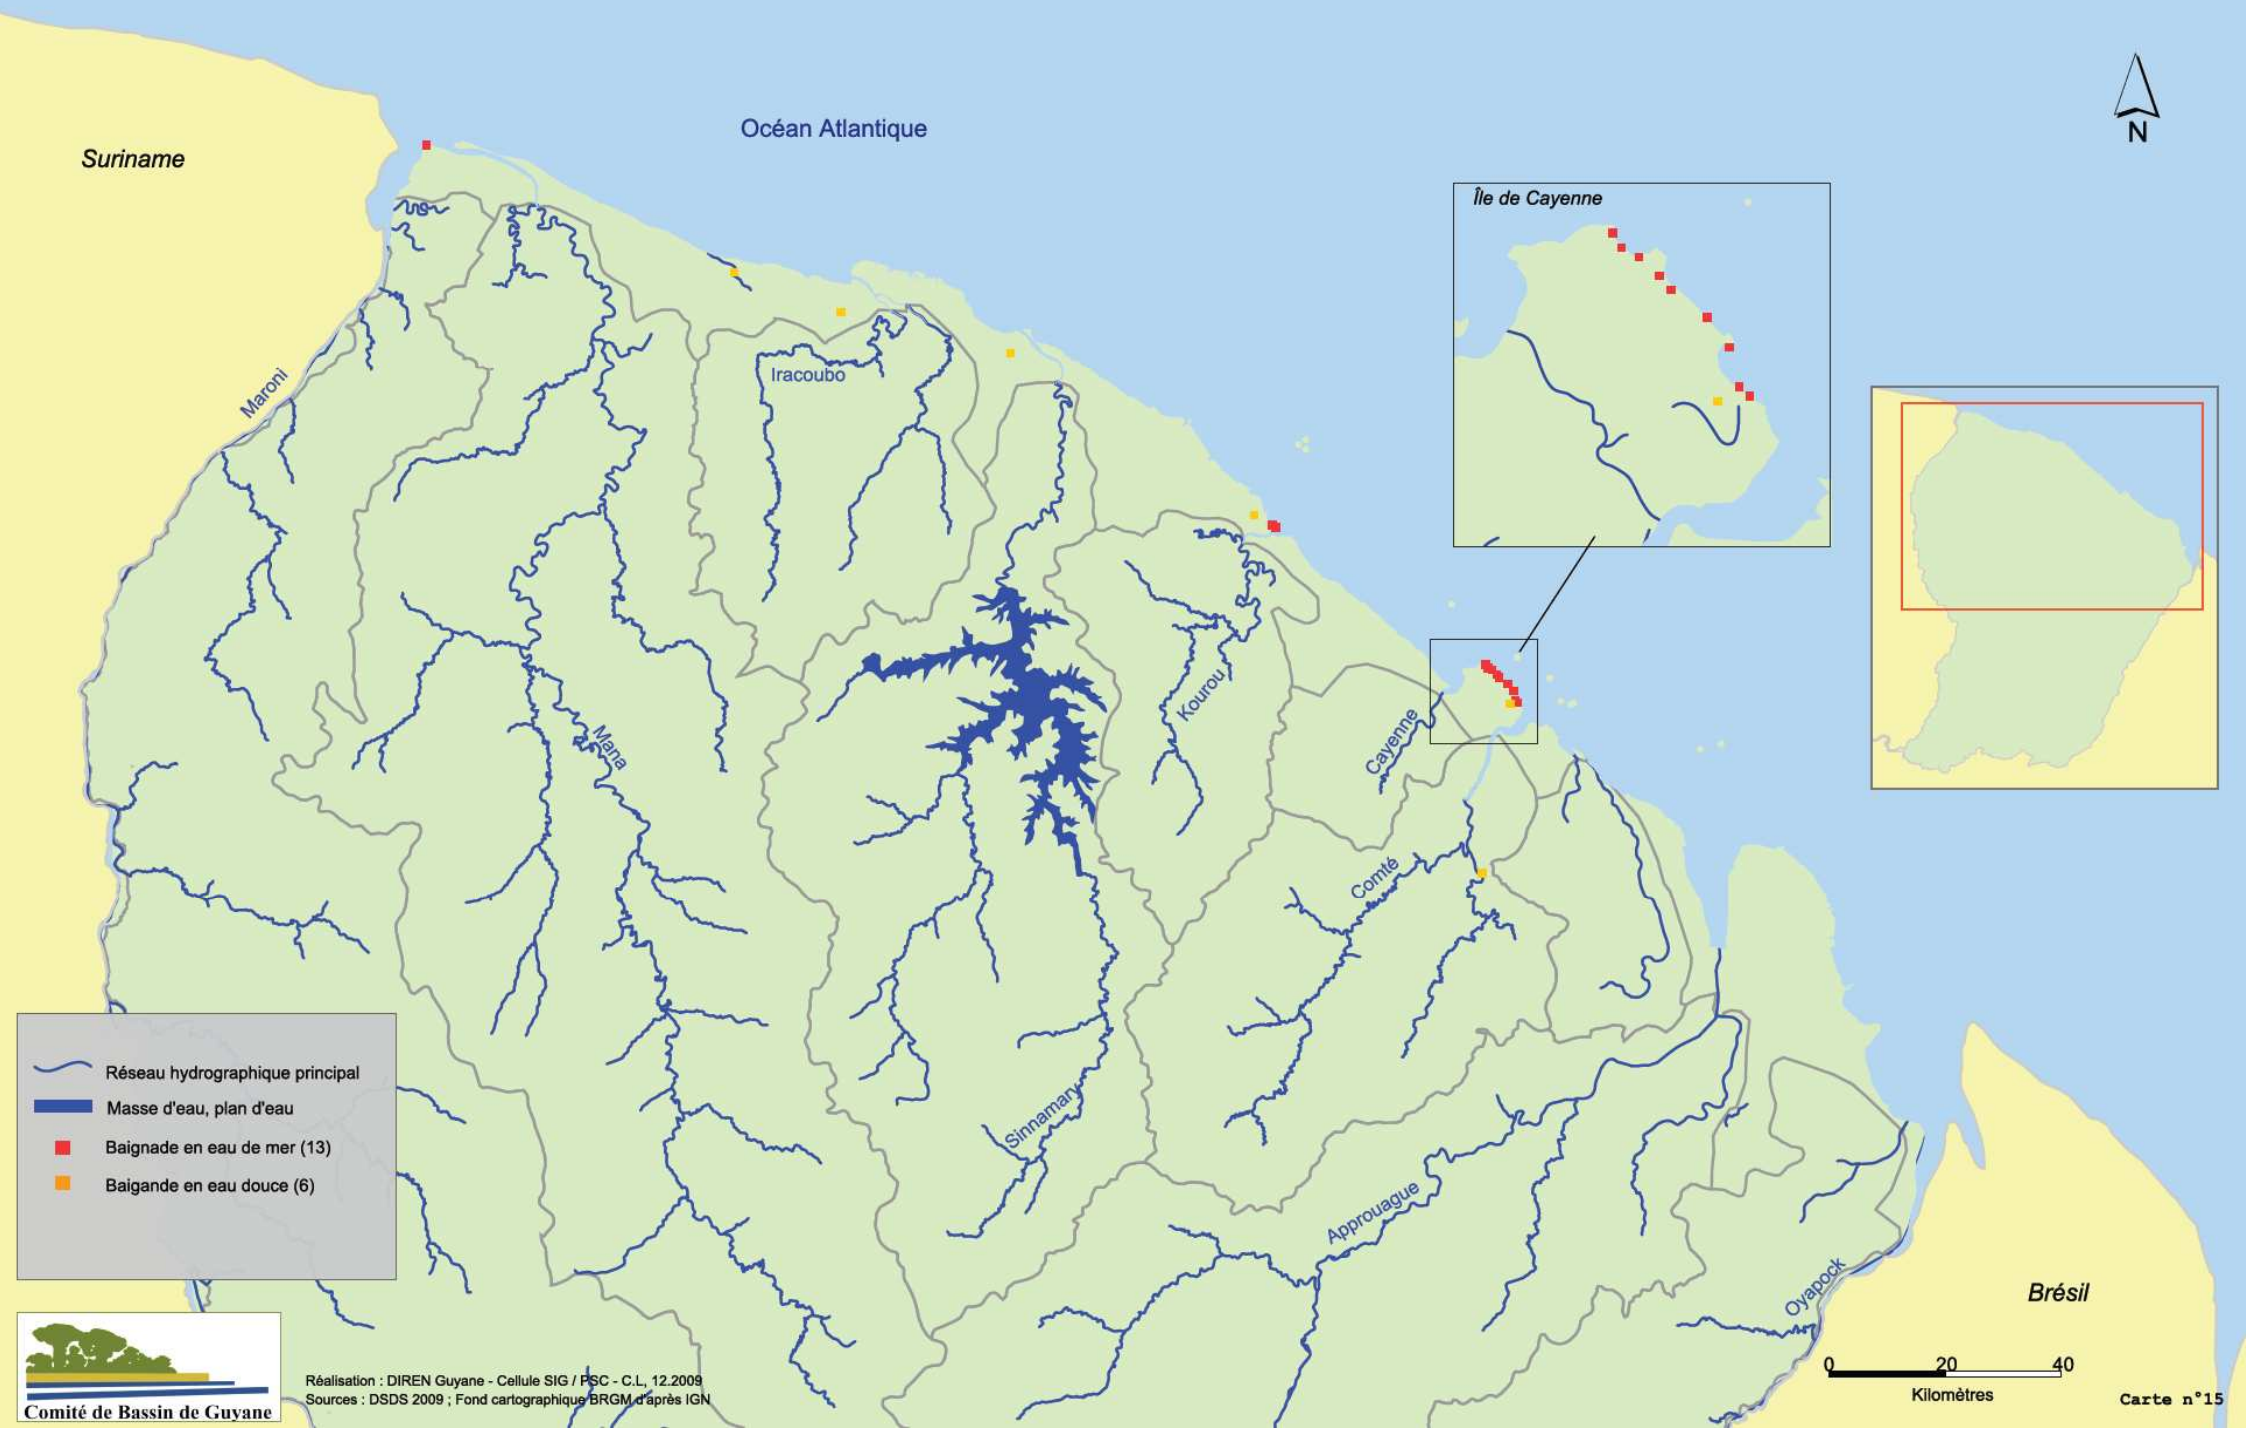 Océan Atlantique
Suriname
N
Île de Cayenne
Maroni
Iracoubo
Kourou
Cayenne
Mana
Comté
Sinnamary
Approuague
Oyapock
Brésil
Réseau hydrographique principal
Masse d'eau, plan d'eau
Baignade en eau de mer (13)
Baigande en eau douce (6)
0 20 40
Kilomètres
Réalisation : DIREN Guyane - Cellule SIG / PSC - C.L, 12.2009
Sources : DSDS 2009 ; Fond cartographique BRGM d'après IGN
Comité de Bassin de Guyane
Carte n°15